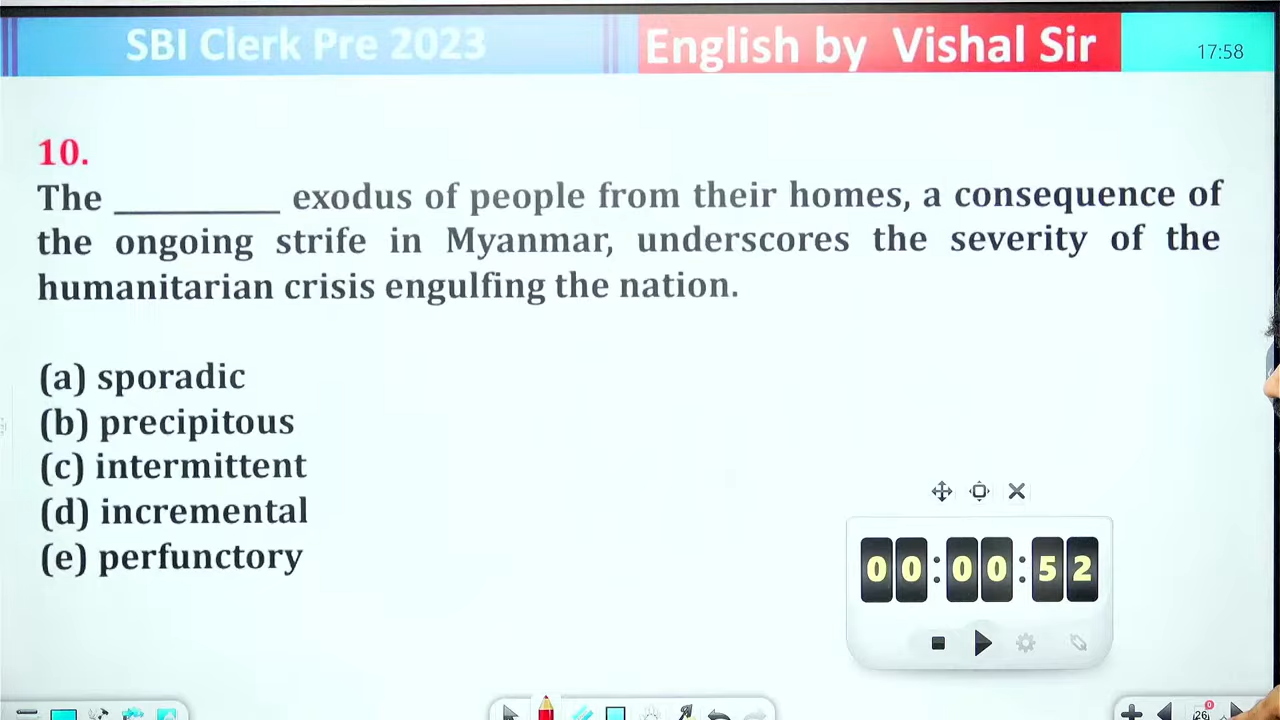 SBI Clerk Pre 2023
English by Vishal Sir
17:58
10.
The __________ exodus of people from their homes, a consequence of
the ongoing strife in Myanmar, underscores the severity of the
humanitarian crisis engulfing the nation.
(a) sporadic
(b) precipitous
(c) intermittent
(d) incremental
(e) perfunctory
00:00:52
26
0